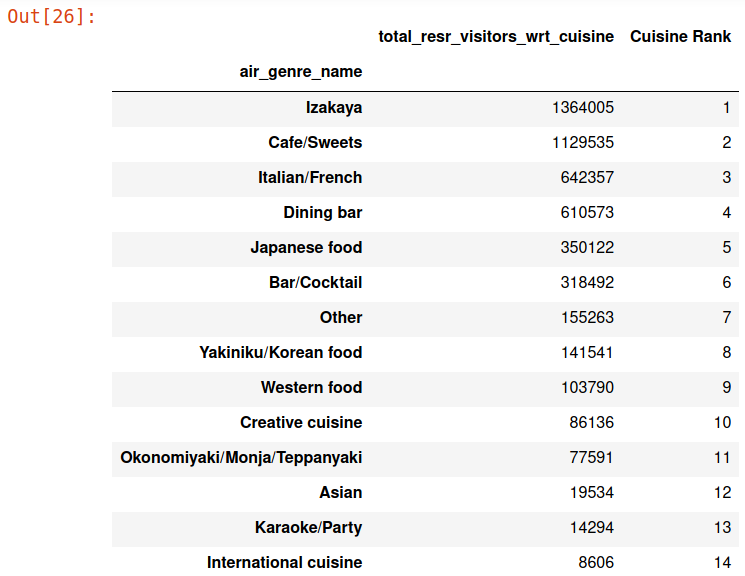 Out[26]:
total_resr_visitors_wrt_cuisine Cuisine Rank
air_genre_name
Izakaya 1364005 1
Cafe/Sweets 1129535 2
Italian/French 642357 3
Dining bar 610573 4
Japanese food 350122 5
Bar/Cocktail 318492 6
Other 155263 7
Yakiniku/Korean food 141541 8
Western food 103790 9
Creative cuisine 86136 10
Okonomiyaki/Monja/Teppanyaki 77591 11
Asian 19534 12
Karaoke/Party 14294 13
International cuisine 8606 14